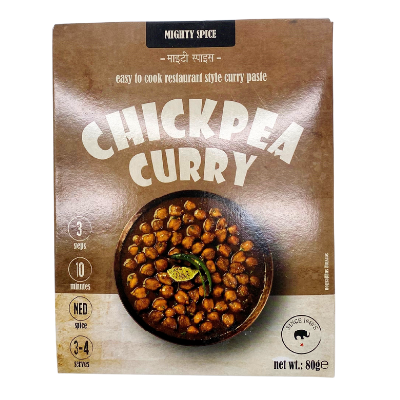 MIGHTY SPICE
- माइटी स्पाइस -
easy to cook restaurant style curry paste
CHICKPEA
CURRY
3
steps
10
minutes
MED
spice
3-4
serves
SINCE
net wt.: 80g℮